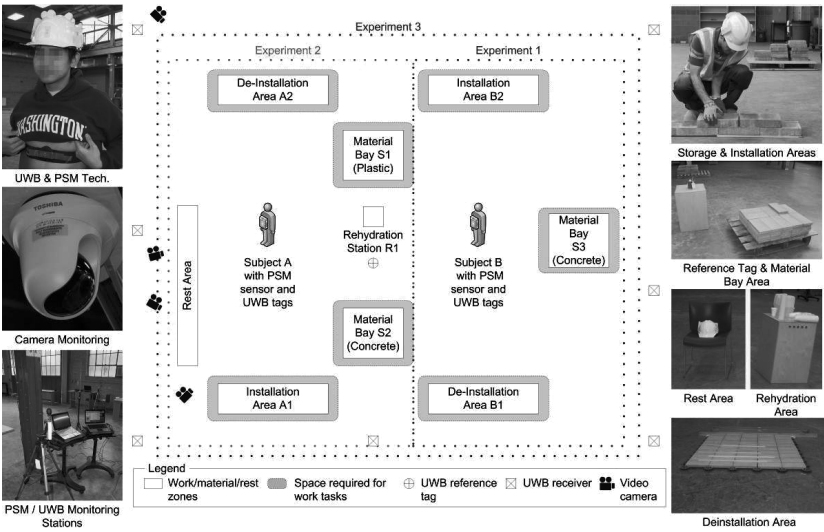 Experiment 3
Experiment 2
Experiment 1
WASHINGTON
UWB & PSM Tech.
TOSHIBA
Camera Monitoring
PSM / UWB Monitoring
Stations
De-Installation
Area A2
Installation
Area B2
Material
Bay S1
(Plastic)
Rest Area
Subject A
with PSM
sensor and
UWB tags
Rehydration
Station R1
Subject B
with PSM
sensor and
UWB tags
Material
Bay
S3
(Concrete)
Material
Bay S2
(Concrete)
Installation
Area A1
De-Installation
Area B1
Storage & Installation Areas
Reference Tag & Material
Bay Area
Rest Area
Rehydration
Area
Deinstallation Area
Legend
Work/material/rest
zones
Space required for
work tasks
UWB reference
tag
UWB receiver
Video
camera